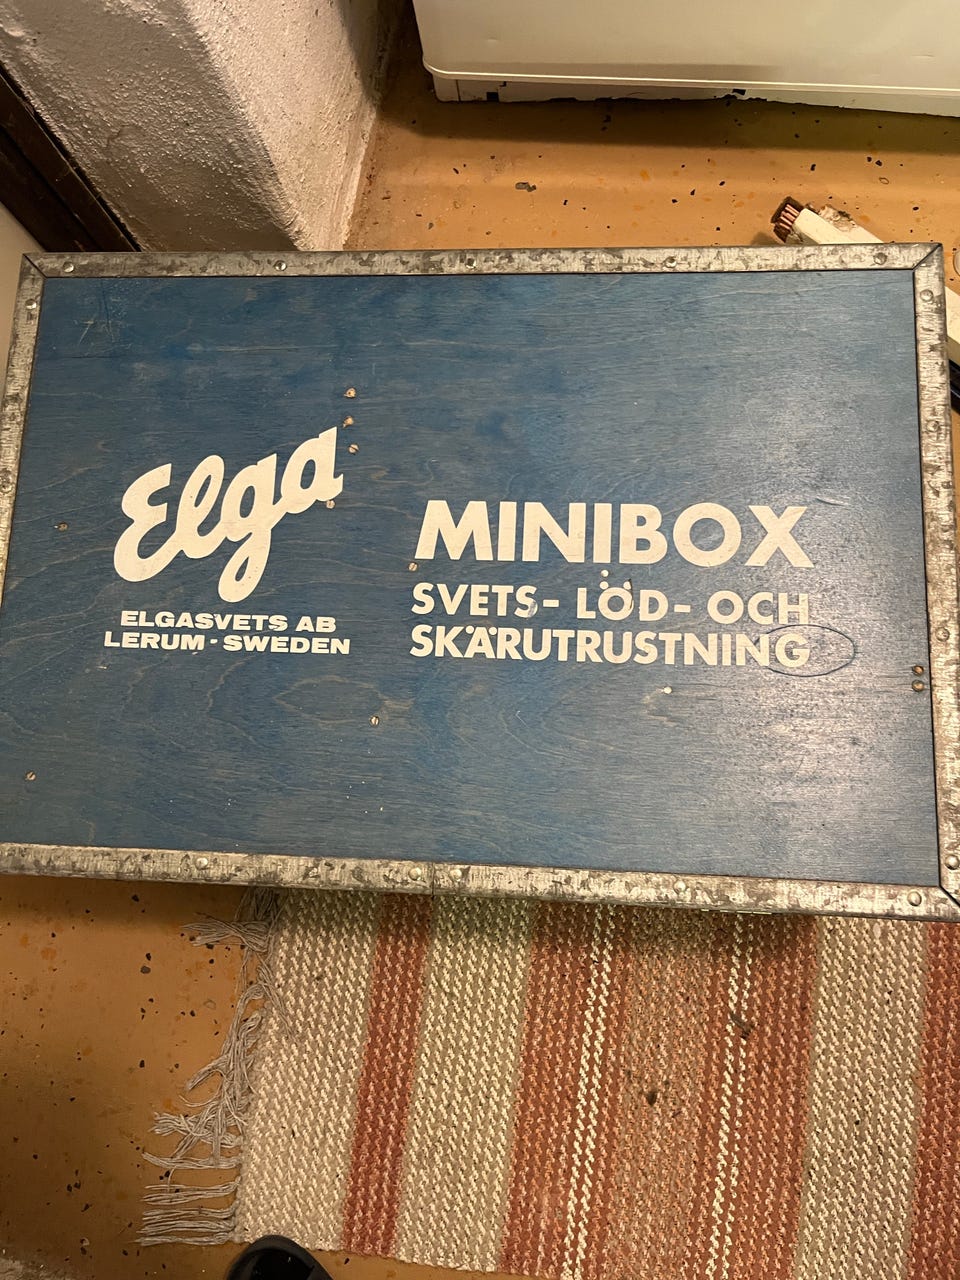 Elga
ELGASVETS AB
LERUM - SWEDEN
MINIBOX
SVETS- LÖD- OCH
SKÄRUTRUSTNING